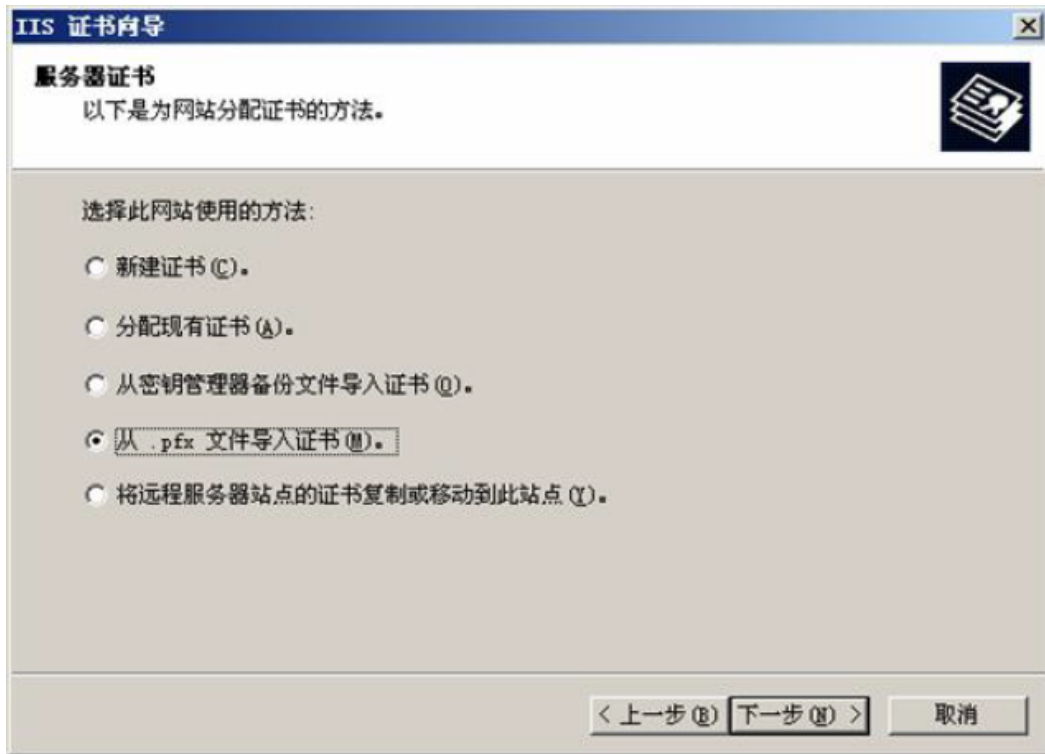 IIS 证书向导
服务器证书
以下是为网站分配证书的方法。
选择此网站使用的方法:
新建证书(C)。
分配现有证书(A)。
从密钥管理器备份文件导入证书(O)。
从 .pfx 文件导入证书(M)。
将远程服务器站点的证书复制或移动到此站点(Y)。
< 上一步(B) 下一步(N) > 取消